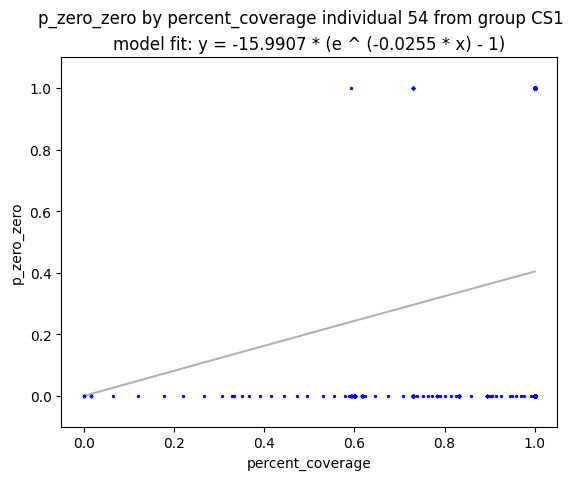 p_zero_zero by percent_coverage individual 54 from group CS1
model fit: y = -15.9907 * (e ^ (-0.0255 * x) - 1)
1.0
0.8
0.6
0.4
0.2
0.0
p_zero_zero
0.0 0.2 0.4 0.6 0.8 1.0
percent_coverage